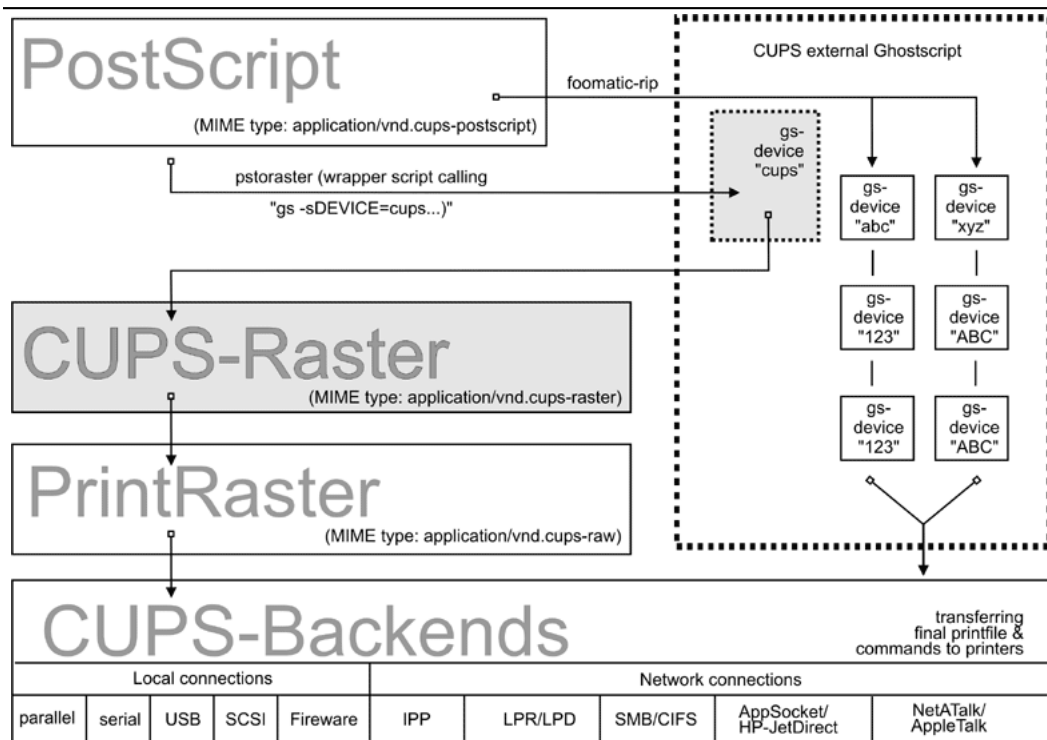 PostScript
(MIME type: application/vnd.cups-postscript)
CUPS external Ghostscript
foomatic-rip
pstoraster (wrapper script calling
"gs -sDEVICE=cups...)"
gs-
device
"cups"
gs-
device
"abc"
gs-
device
"xyz"
gs-
device
"123"
gs-
device
"ABC"
gs-
device
"123"
gs-
device
"ABC"
CUPS-Raster
(MIME type: application/vnd.cups-raster)
PrintRaster
(MIME type: application/vnd.cups-raw)
CUPS-Backends
transferring
final printfile &
commands to printers
Local connections
Network connections
parallel
serial
USB
SCSI
Fireware
IPP
LPR/LPD
SMB/CIFS
AppSocket/
HP-JetDirect
NetATalk/
AppleTalk